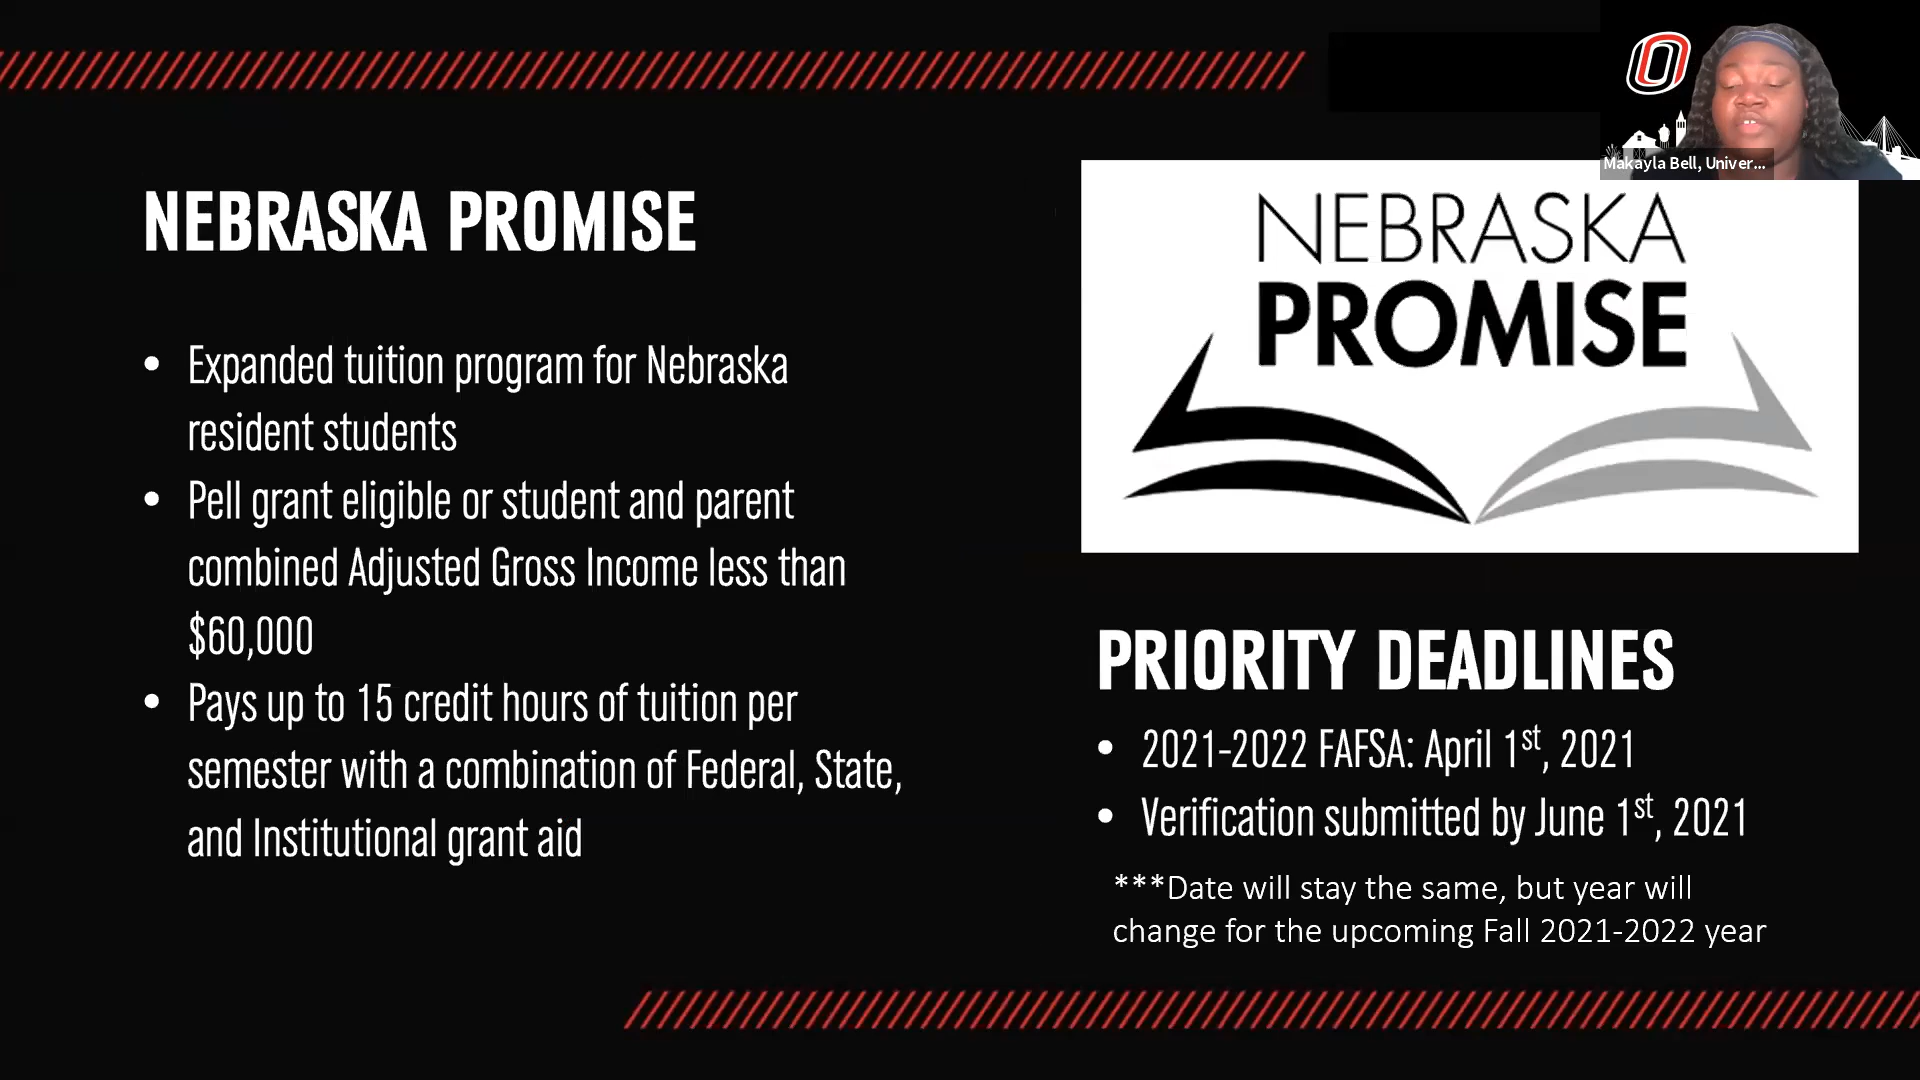 NEBRASKA PROMISE
• Expanded tuition program for Nebraska
resident students
• Pell grant eligible or student and parent
combined Adjusted Gross Income less than
$60,000
• Pays up to 15 credit hours of tuition per
semester with a combination of Federal, State,
and Institutional grant aid
O
Makayla Bell, Univer...
NEBRASKA
PROMISE
PRIORITY DEADLINES
• 2021-2022 FAFSA: April 1st, 2021
• Verification submitted by June 1st, 2021
***Date will stay the same, but year will
change for the upcoming Fall 2021-2022 year